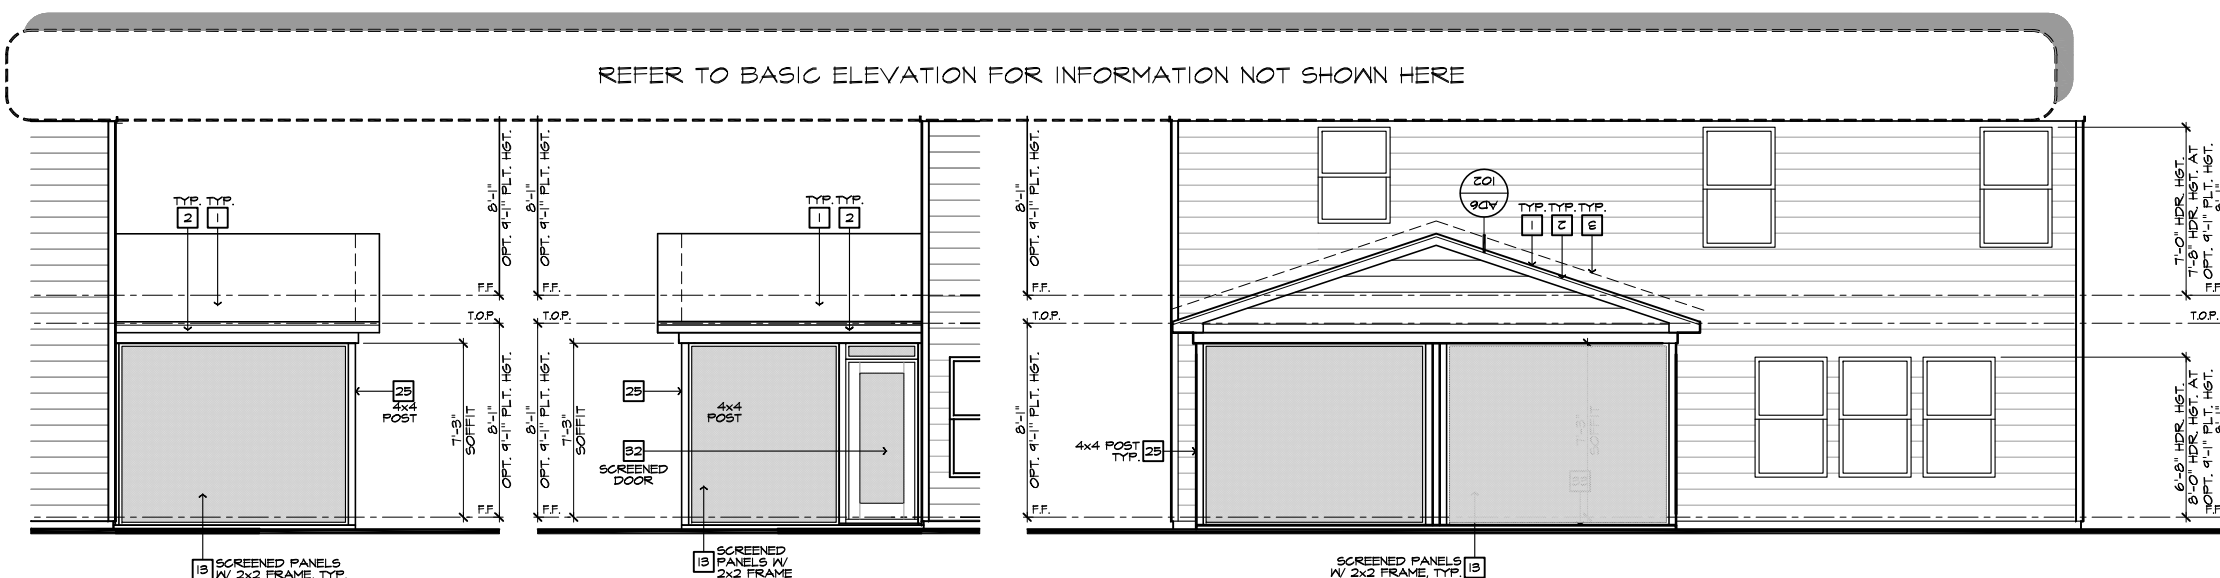 REFER TO BASIC ELEVATION FOR INFORMATION NOT SHOWN HERE
TYP. TYP.
2 1
8'-1"
OPT. 9'-1" PLT. HGT.
F.F.
T.O.P.
25
4x4
POST
7'-3"
SOFFIT
8'-1"
OPT. 9'-1" PLT. HGT.
F.F.
13 SCREENED PANELS
W/ 2x2 FRAME, TYP.
8'-1"
OPT. 9'-1" PLT. HGT.
TYP. TYP.
1 2
F.F.
T.O.P.
8'-1"
OPT. 9'-1" PLT. HGT.
7'-3"
SOFFIT
25
4x4
POST
32
SCREENED
DOOR
F.F.
13 SCREENED
PANELS W/
2x2 FRAME
8'-1"
OPT. 9'-1" PLT. HGT.
102
AD6
TYP. TYP. TYP.
1 2 3
F.F.
T.O.P.
8'-1"
OPT. 9'-1" PLT. HGT.
4x4 POST
TYP. 25
7'-3"
SOFFIT
F.F.
SCREENED PANELS 13
W/ 2x2 FRAME, TYP.
7'-0" HDR. HGT.
7'-8" HDR. HGT. AT
OPT. 9'-1" PLT. HGT.
F.F.
T.O.P.
6'-8" HDR. HGT.
8'-0" HDR. HGT. AT
OPT. 9'-1" PLT. HGT.
F.F.